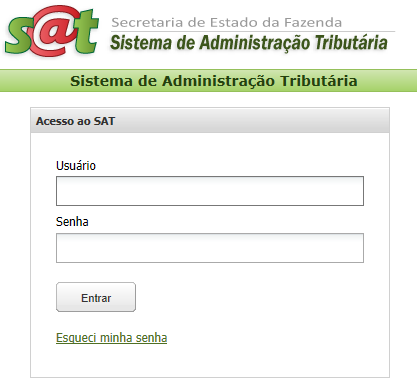 s@t
Secretaria de Estado da Fazenda
Sistema de Administração Tributária
Sistema de Administração Tributária
Acesso ao SAT
Usuário
Senha
Entrar
Esqueci minha senha